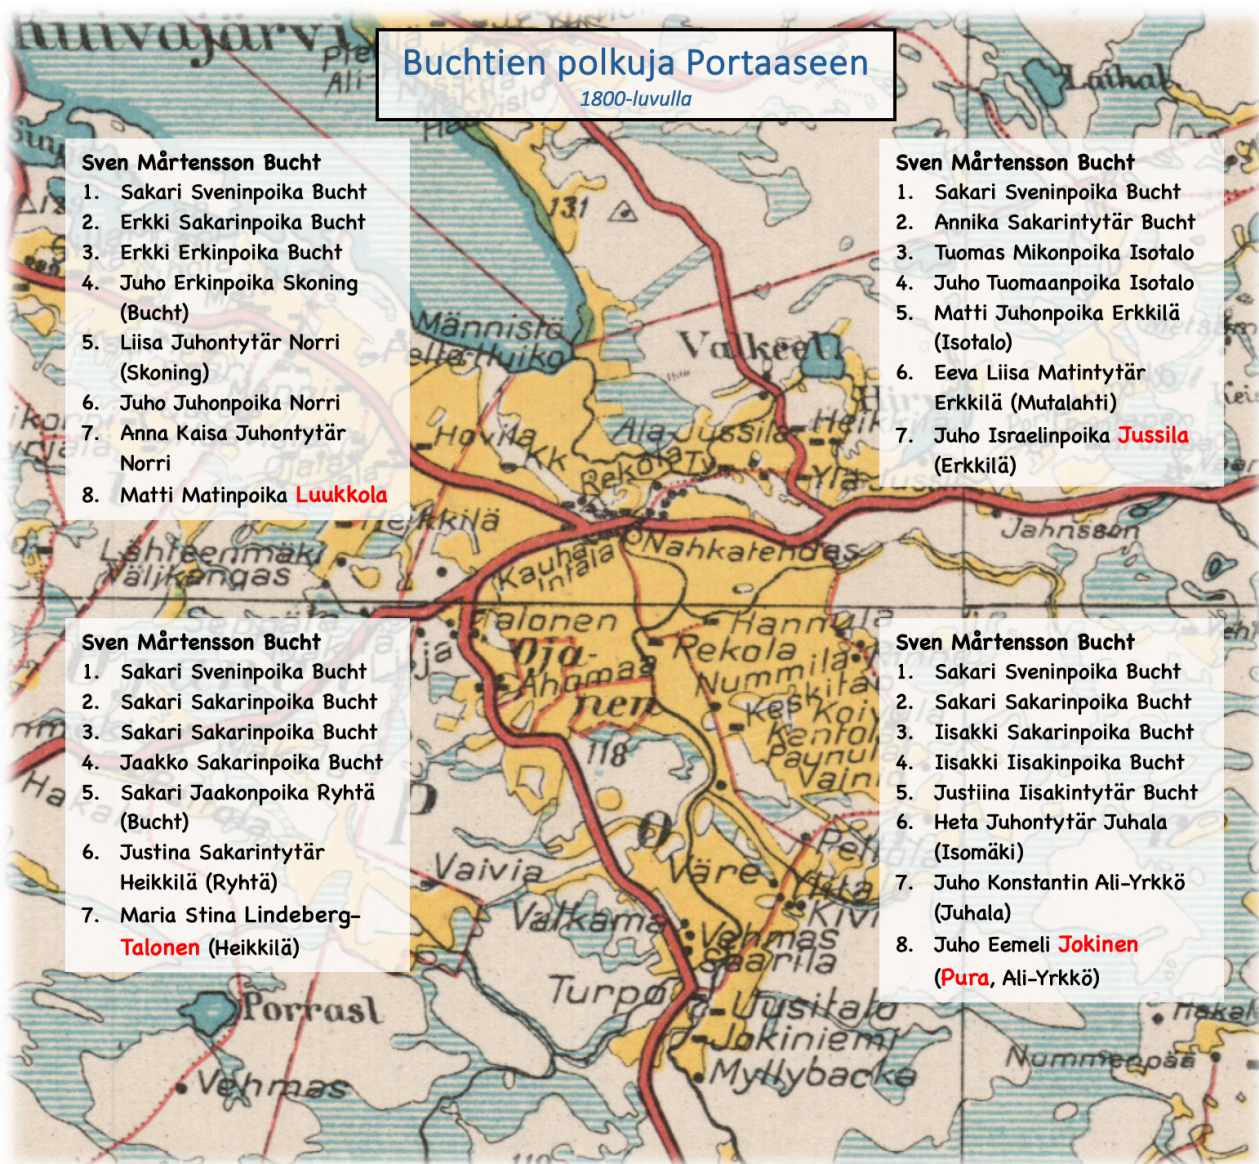 Buchtien polkuja Portaaseen
1800-luvulla
Sven Mårtensson Bucht
1. Sakari Sveninpoika Bucht
2. Erkki Sakarinpoika Bucht
3. Erkki Erkinpoika Bucht
4. Juho Erkinpoika Skoning
(Bucht)
5. Liisa Juhontytär Norri
(Skoning)
6. Juho Juhonpoika Norri
7. Anna Kaisa Juhontytär
Norri
8. Matti Matinpoika Luukkola
Sven Mårtensson Bucht
1. Sakari Sveninpoika Bucht
2. Annika Sakarintytär Bucht
3. Tuomas Mikonpoika Isotalo
4. Juho Tuomaanpoika Isotalo
5. Matti Juhonpoika Erkkilä
(Isotalo)
6. Eeva Liisa Matintytär
Erkkilä (Mutalahti)
7. Juho Israelinpoika Jussila
(Erkkilä)
Sven Mårtensson Bucht
1. Sakari Sveninpoika Bucht
2. Sakari Sakarinpoika Bucht
3. Sakari Sakarinpoika Bucht
4. Jaakko Sakarinpoika Bucht
5. Sakari Jaakonpoika Ryhtä
(Bucht)
6. Justina Sakarintytär
Heikkilä (Ryhtä)
7. Maria Stina Lindeberg-
Talonen (Heikkilä)
Sven Mårtensson Bucht
1. Sakari Sveninpoika Bucht
2. Sakari Sakarinpoika Bucht
3. Iisakki Sakarinpoika Bucht
4. Iisakki Iisakinpoika Bucht
5. Justiina Iisakintytär Bucht
6. Heta Juhontytär Juhala
(Isomäki)
7. Juho Konstantin Ali-Yrkkö
(Juhala)
8. Juho Eemeli Jokinen
(Pura, Ali-Yrkkö)
Kuivajärvi
131
Männistö
Hovila
KK
Ala-Jussila
Rekola
Ty
Jahnsson
Nahkatehdas
Lähteenmäki
Välikangas
Intala
Talonen
Hannula
Oja-
nen
Ahomaa
Rekola
Nummila
118
Vaivia
Väre
Valkama
Vehmas
Saarila
Turpo
Uusitalo
Jokiniemi
Myllybacka
Porrasl
Vehmas
Nummenpää